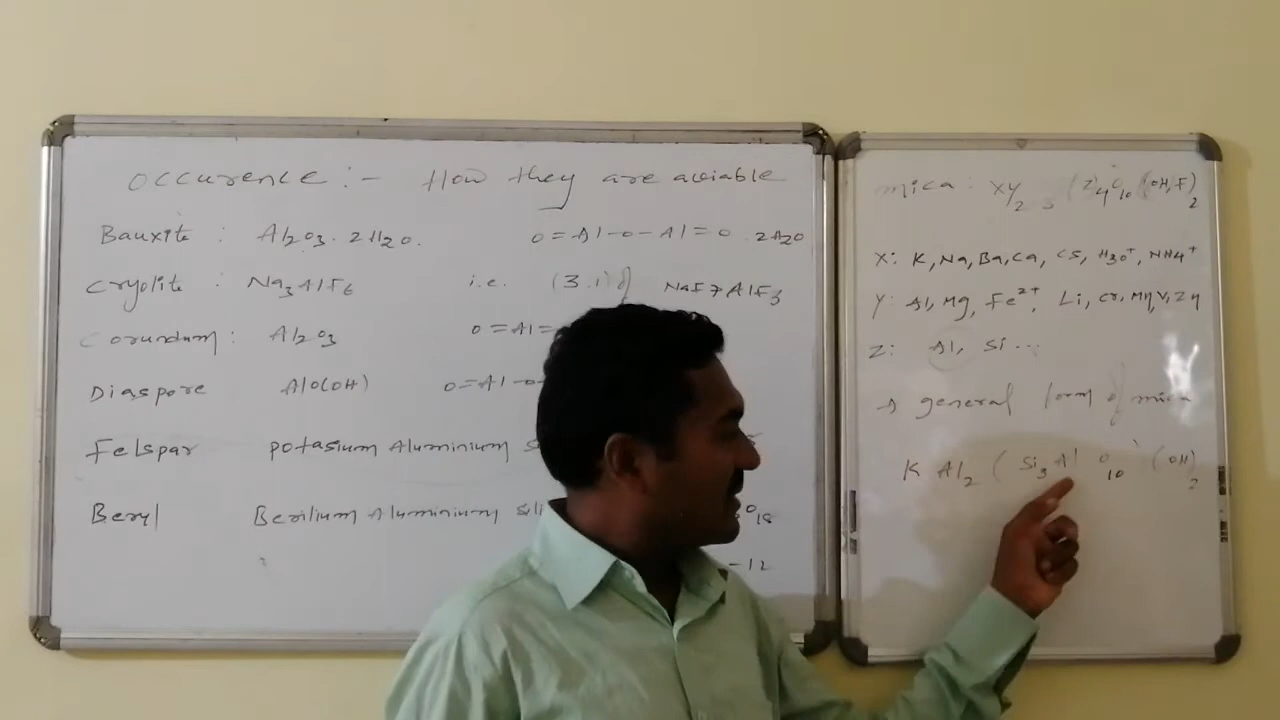 Occurence :- How they are aviable
Bauxite : Al2O3 . 2H2O. O=Al-O-Al=O . 2H2O
Cryolite : Na3AlF6 i.e. (3.1) of NaF 7 AlF3
Corundum : Al2O3 O=Al=
Diaspore AlO(OH) O=Al-O-
Felspar potasium Aluminium
Beryl Berilium Aluminium sili O18
-12
mica : XY2-3 (Z4O10 (OH,F)2
X: K, Na, Ba, Ca, Cs, H3O+, NH4+
Y: Al, Mg, Fe2+, Li, Cr, Mn, V, Zn
Z: Al, Si ...
→ general form of mica
K Al2 ( Si3 Al O10 (OH)2